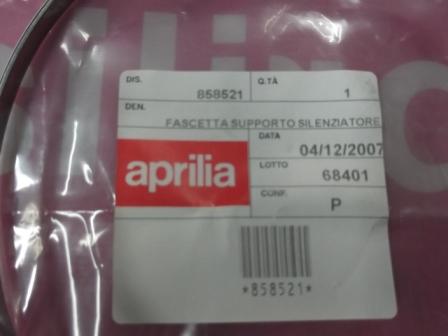 DIS. 858521 Q.TÀ 1
DEN. FASCETTA SUPPORTO SILENZIATORE
aprilia
DATA 04/12/2007
LOTTO 68401
CONF. P
*858521*